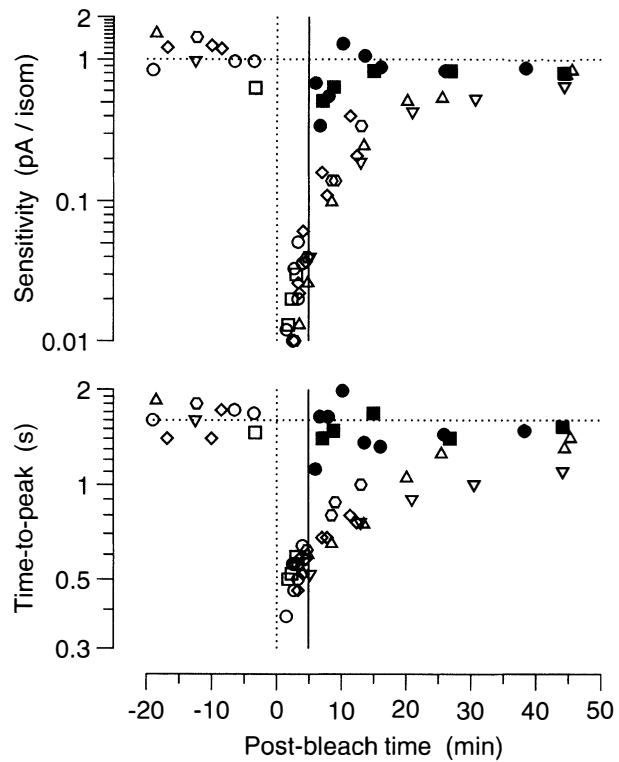 2
1
0.1
0.01
Sensitivity (pA / isom)
2
1
0.5
0.3
Time-to-peak (s)
-20 -10 0 10 20 30 40 50
Post-bleach time (min)